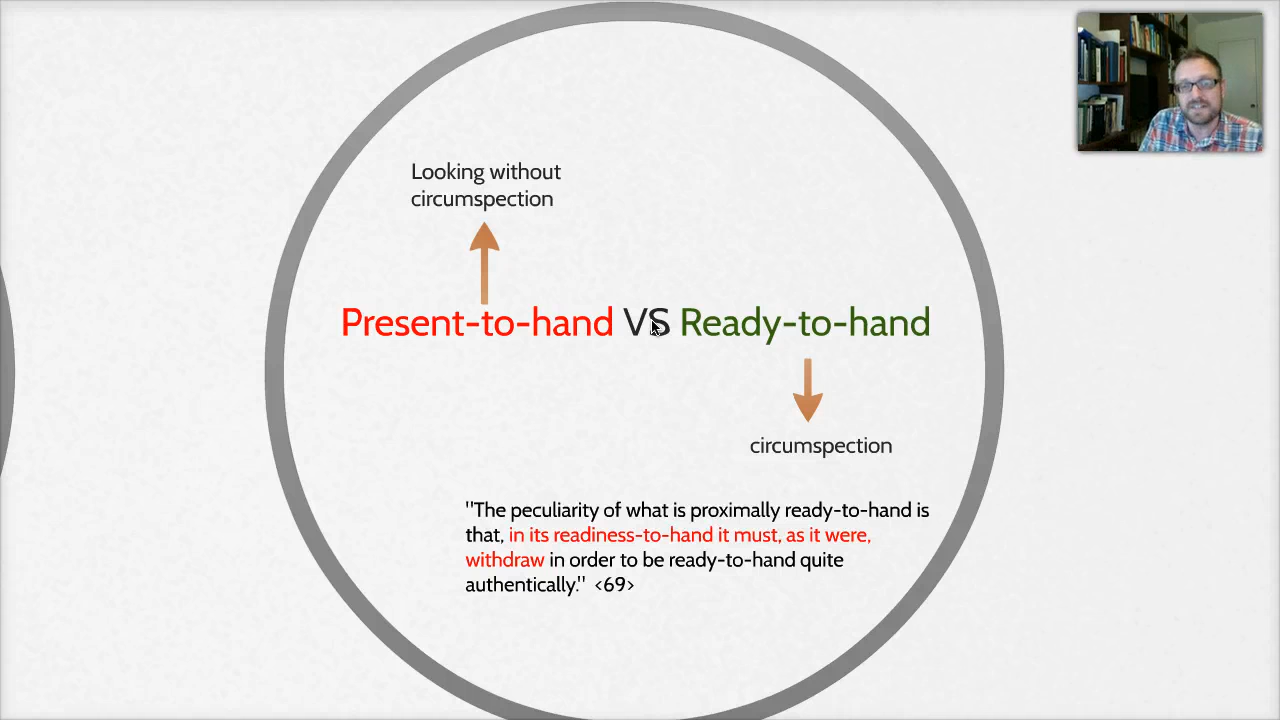 Looking without
circumspection
Present-to-hand VS Ready-to-hand
circumspection
"The peculiarity of what is proximally ready-to-hand is
that, in its readiness-to-hand it must, as it were,
withdraw in order to be ready-to-hand quite
authentically." <69>